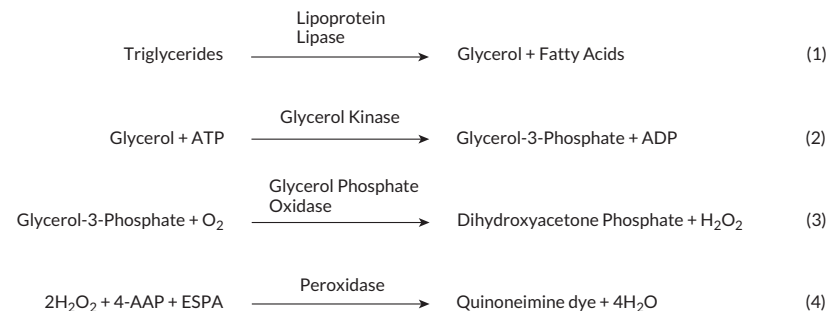 Lipoprotein
Lipase
Triglycerides Glycerol + Fatty Acids (1)
Glycerol Kinase
Glycerol + ATP Glycerol-3-Phosphate + ADP (2)
Glycerol Phosphate
Oxidase
Glycerol-3-Phosphate + O₂ Dihydroxyacetone Phosphate + H₂O₂ (3)
Peroxidase
2H₂O₂ + 4-AAP + ESPA Quinoneimine dye + 4H₂O (4)